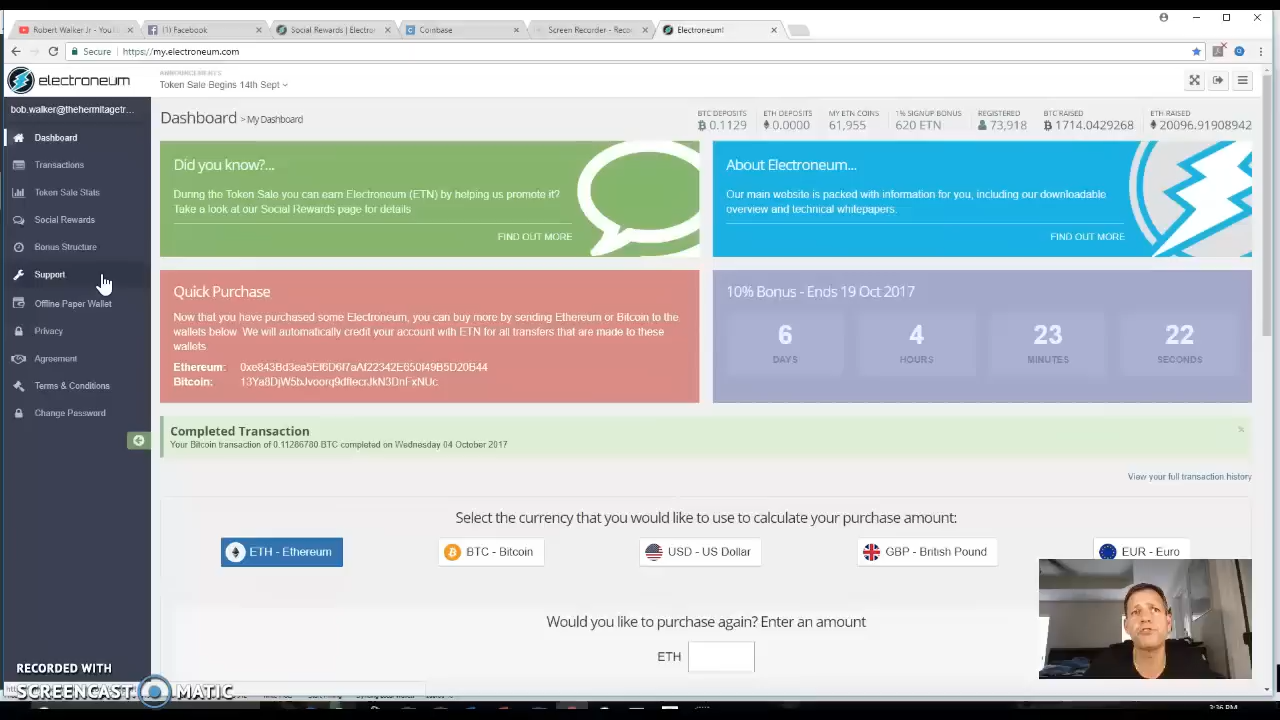 Robert Walker Jr - You
Facebook
Social Rewards | Electro
Coinbase
Screen Recorder - Reco
Electroneum!
Secure
https://my.electroneum.com
electroneum
ANNOUNCEMENTS
Token Sale Begins 14th Sept
bob.walker@thehermitagetr...
Dashboard
Transactions
Token Sale Stats
Social Rewards
Bonus Structure
Support
Offline Paper Wallet
Privacy
Agreement
Terms & Conditions
Change Password
Dashboard > My Dashboard
BTC DEPOSITS
0.1129
ETH DEPOSITS
0.0000
MY ETN COINS
61,955
1% SIGNUP BONUS
620 ETN
REGISTERED
73,918
BTC RAISED
1714.0429268
ETH RAISED
20096.91908942
Did you know?...
During the Token Sale you can earn Electroneum (ETN) by helping us promote it?
Take a look at our Social Rewards page for details
FIND OUT MORE
About Electroneum...
Our main website is packed with information for you, including our downloadable
overview and technical whitepapers.
FIND OUT MORE
Quick Purchase
Now that you have purchased some Electroneum, you can buy more by sending Ethereum or Bitcoin to the
wallets below. We will automatically credit your account with ETN for all transfers that are made to these
wallets.
Ethereum:
Bitcoin:
10% Bonus - Ends 19 Oct 2017
6
DAYS
4
HOURS
23
MINUTES
22
SECONDS
Completed Transaction
Your Bitcoin transaction of 0.11286780 BTC completed on Wednesday 04 October 2017
View your full transaction history
Select the currency that you would like to use to calculate your purchase amount:
ETH - Ethereum
BTC - Bitcoin
USD - US Dollar
GBP - British Pound
EUR - Euro
Would you like to purchase again? Enter an amount
ETH
RECORDED WITH
SCREENCAST MATIC
3:36 PM